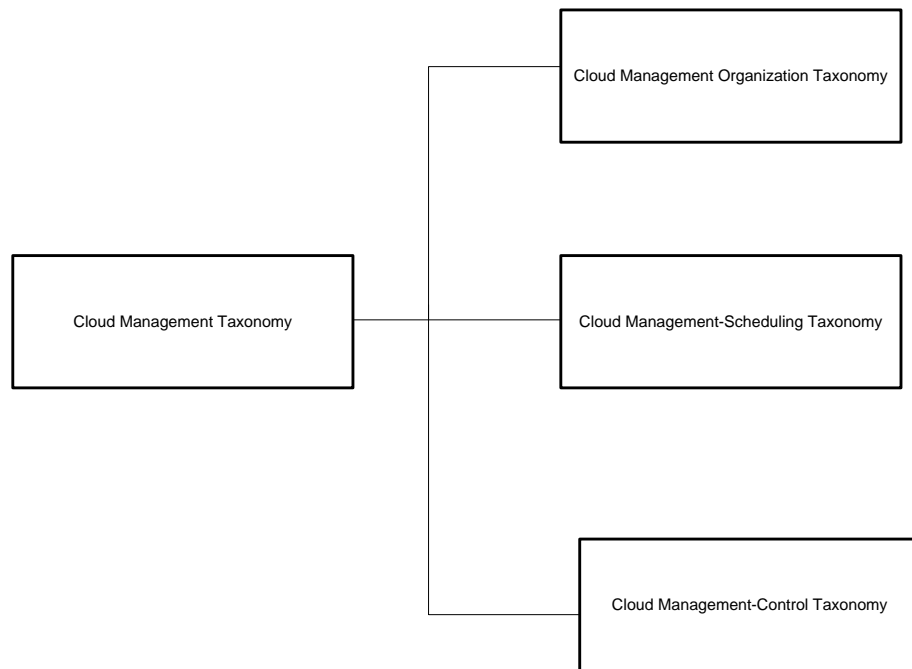 Cloud Management Organization Taxonomy
Cloud Management Taxonomy
Cloud Management-Scheduling Taxonomy
Cloud Management-Control Taxonomy